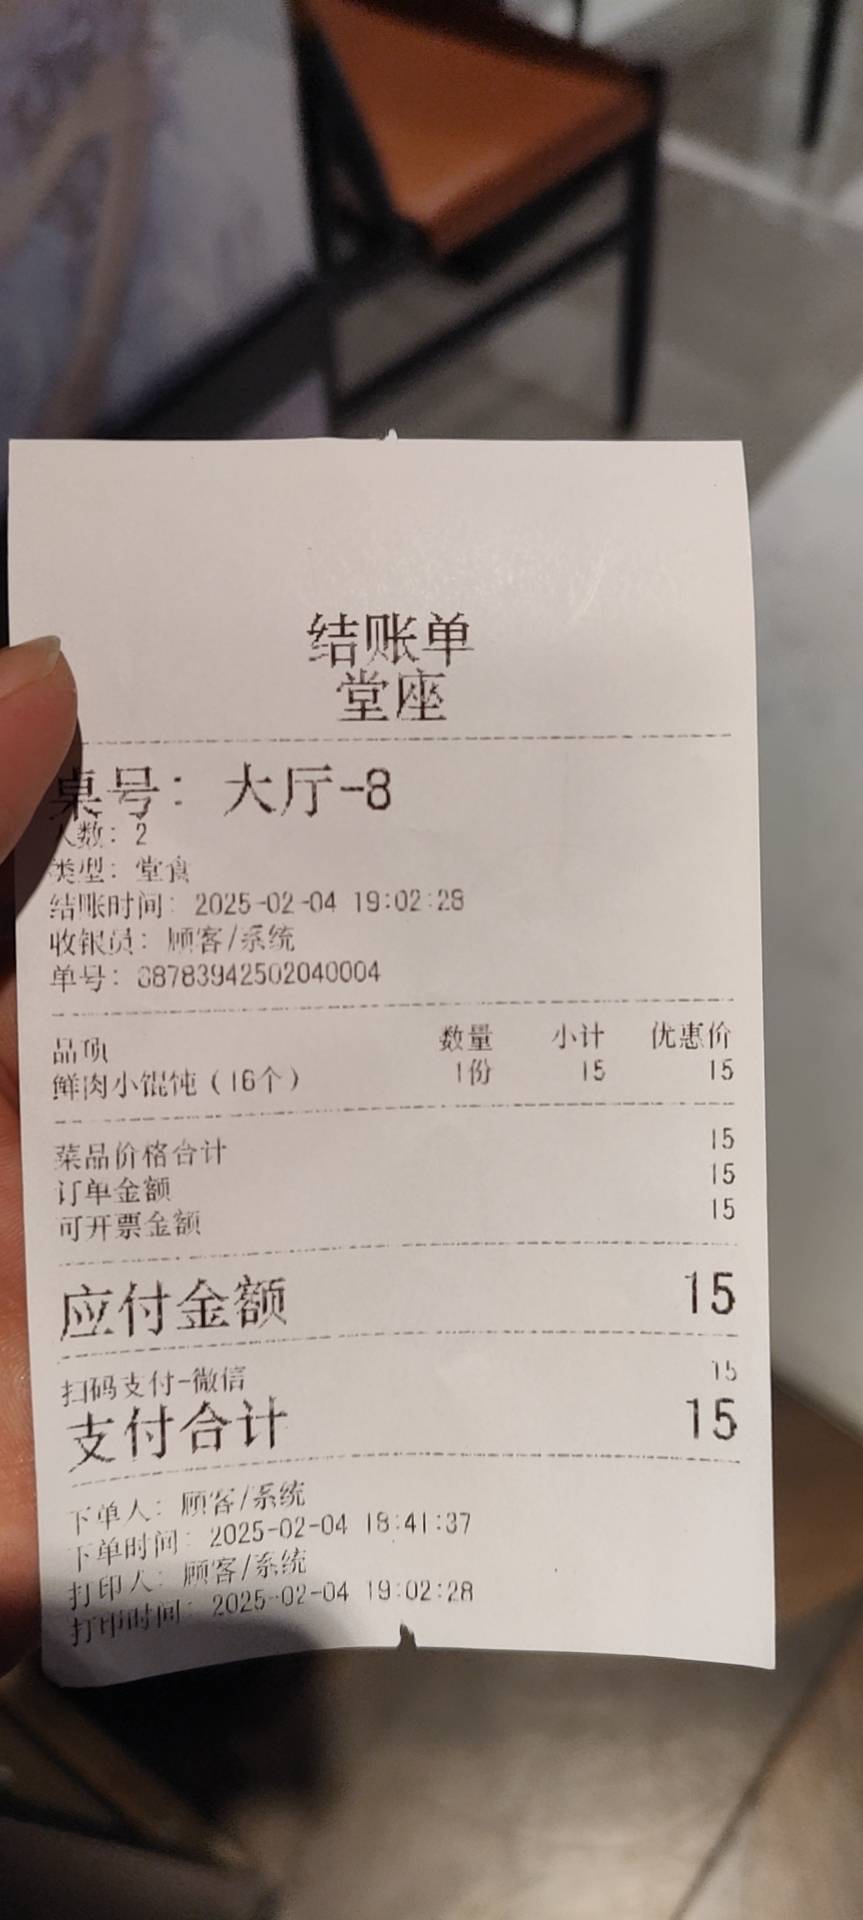 结账单
堂座
桌号： 大厅-8
人数：2
类型：堂食
结账时间：2025-02-04 19:02:28
收银员：顾客/系统
单号：
品项 数量 小计 优惠价
鲜肉小馄饨（16个） 1份 15 15
菜品价格合计 15
订单金额 15
可开票金额 15
应付金额 15
扫码支付-微信 15
支付合计 15
下单人：顾客/系统
下单时间：2025-02-04 18:41:37
打印人：顾客/系统
打印时间：2025-02-04 19:02:28